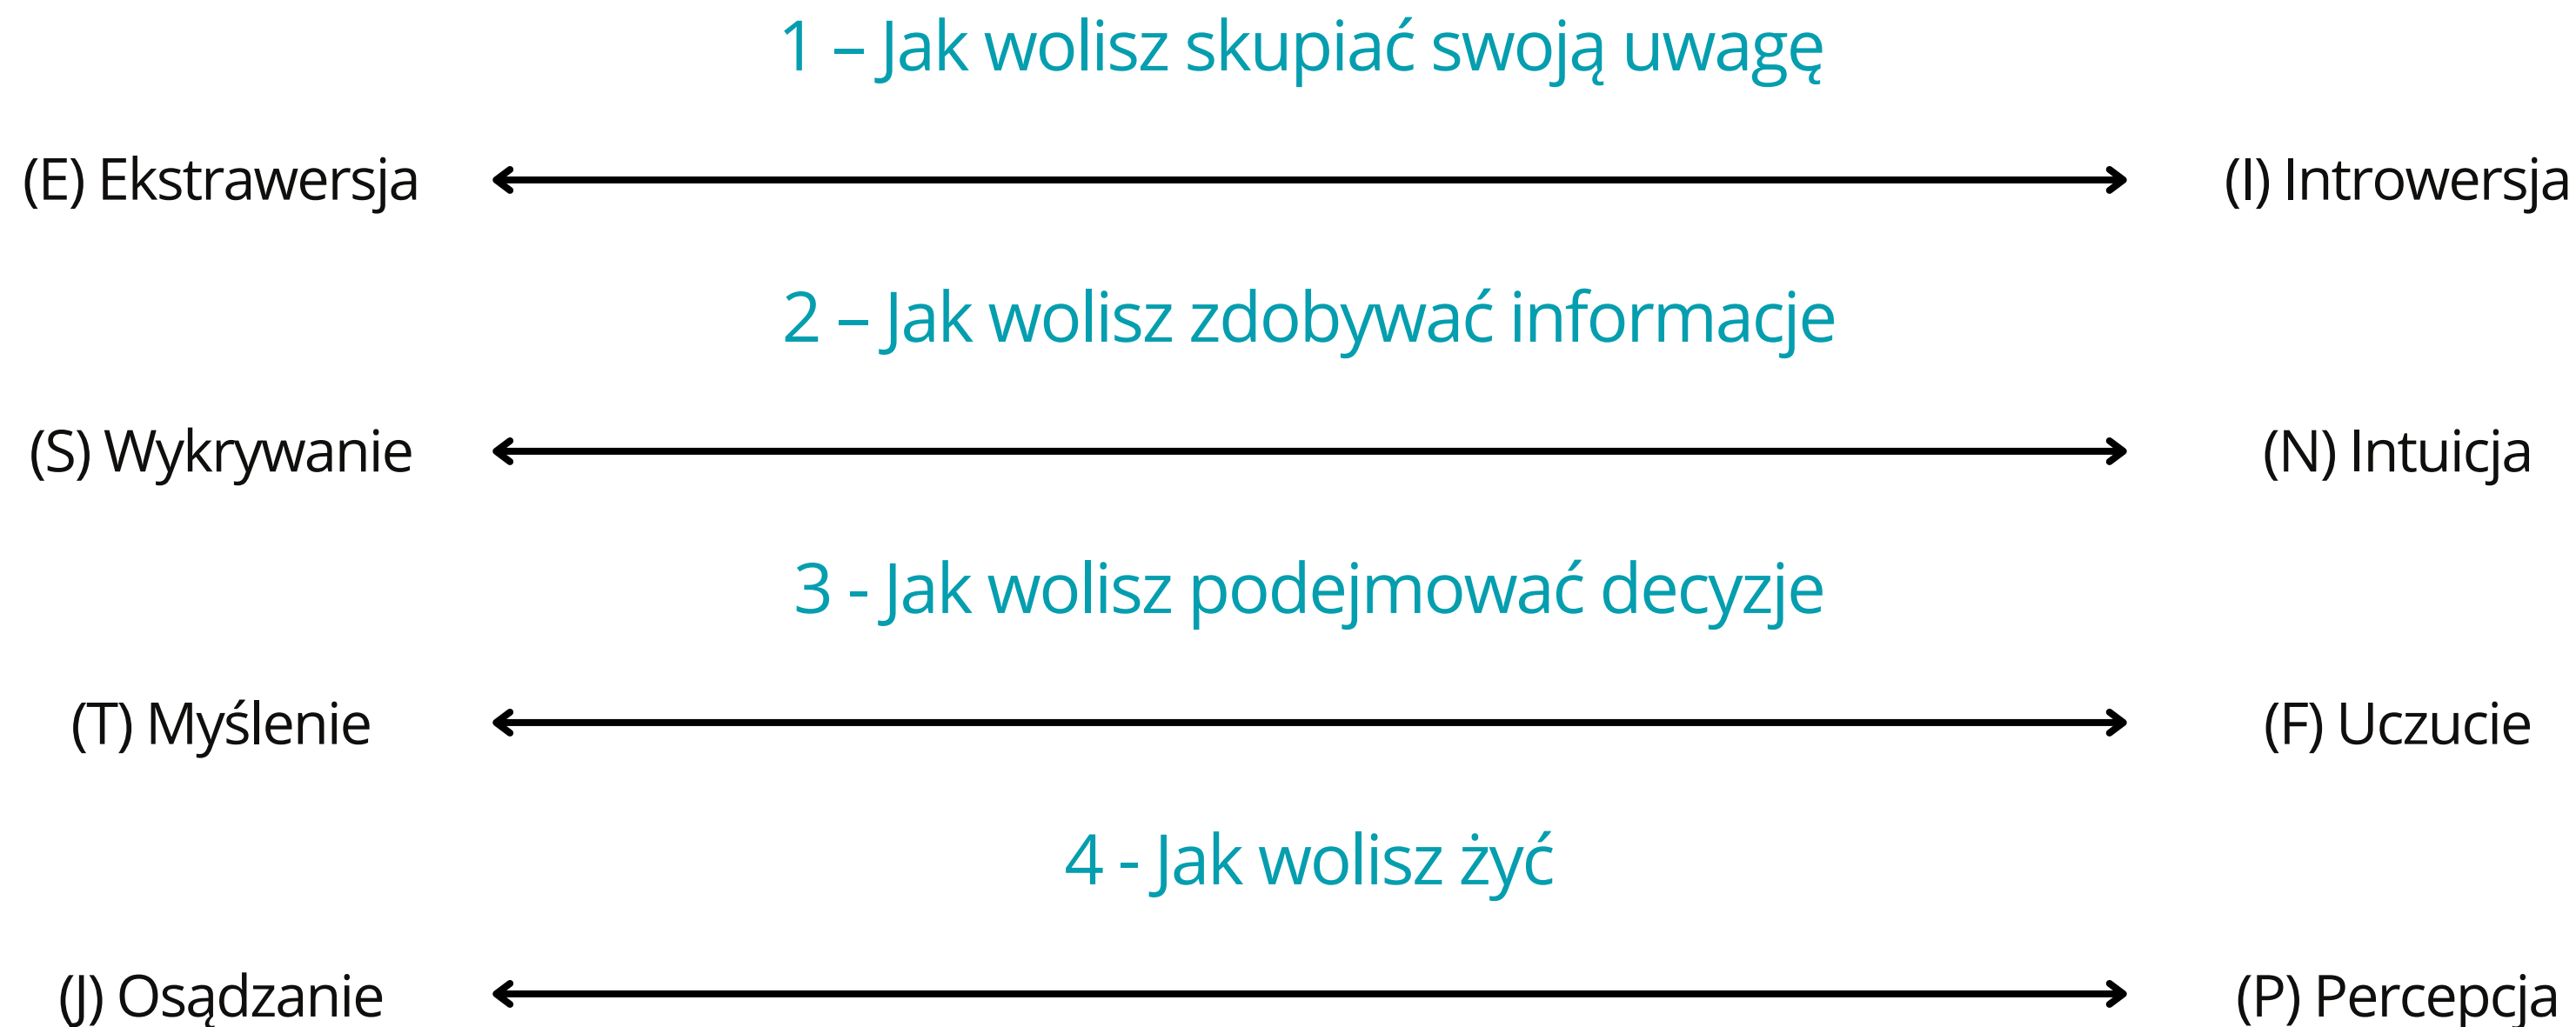 1 – Jak wolisz skupiać swoją uwagę
(E) Ekstrawersja (I) Introwersja
2 – Jak wolisz zdobywać informacje
(S) Wykrywanie (N) Intuicja
3 - Jak wolisz podejmować decyzje
(T) Myślenie (F) Uczucie
4 - Jak wolisz żyć
(J) Osądzanie (P) Percepcja